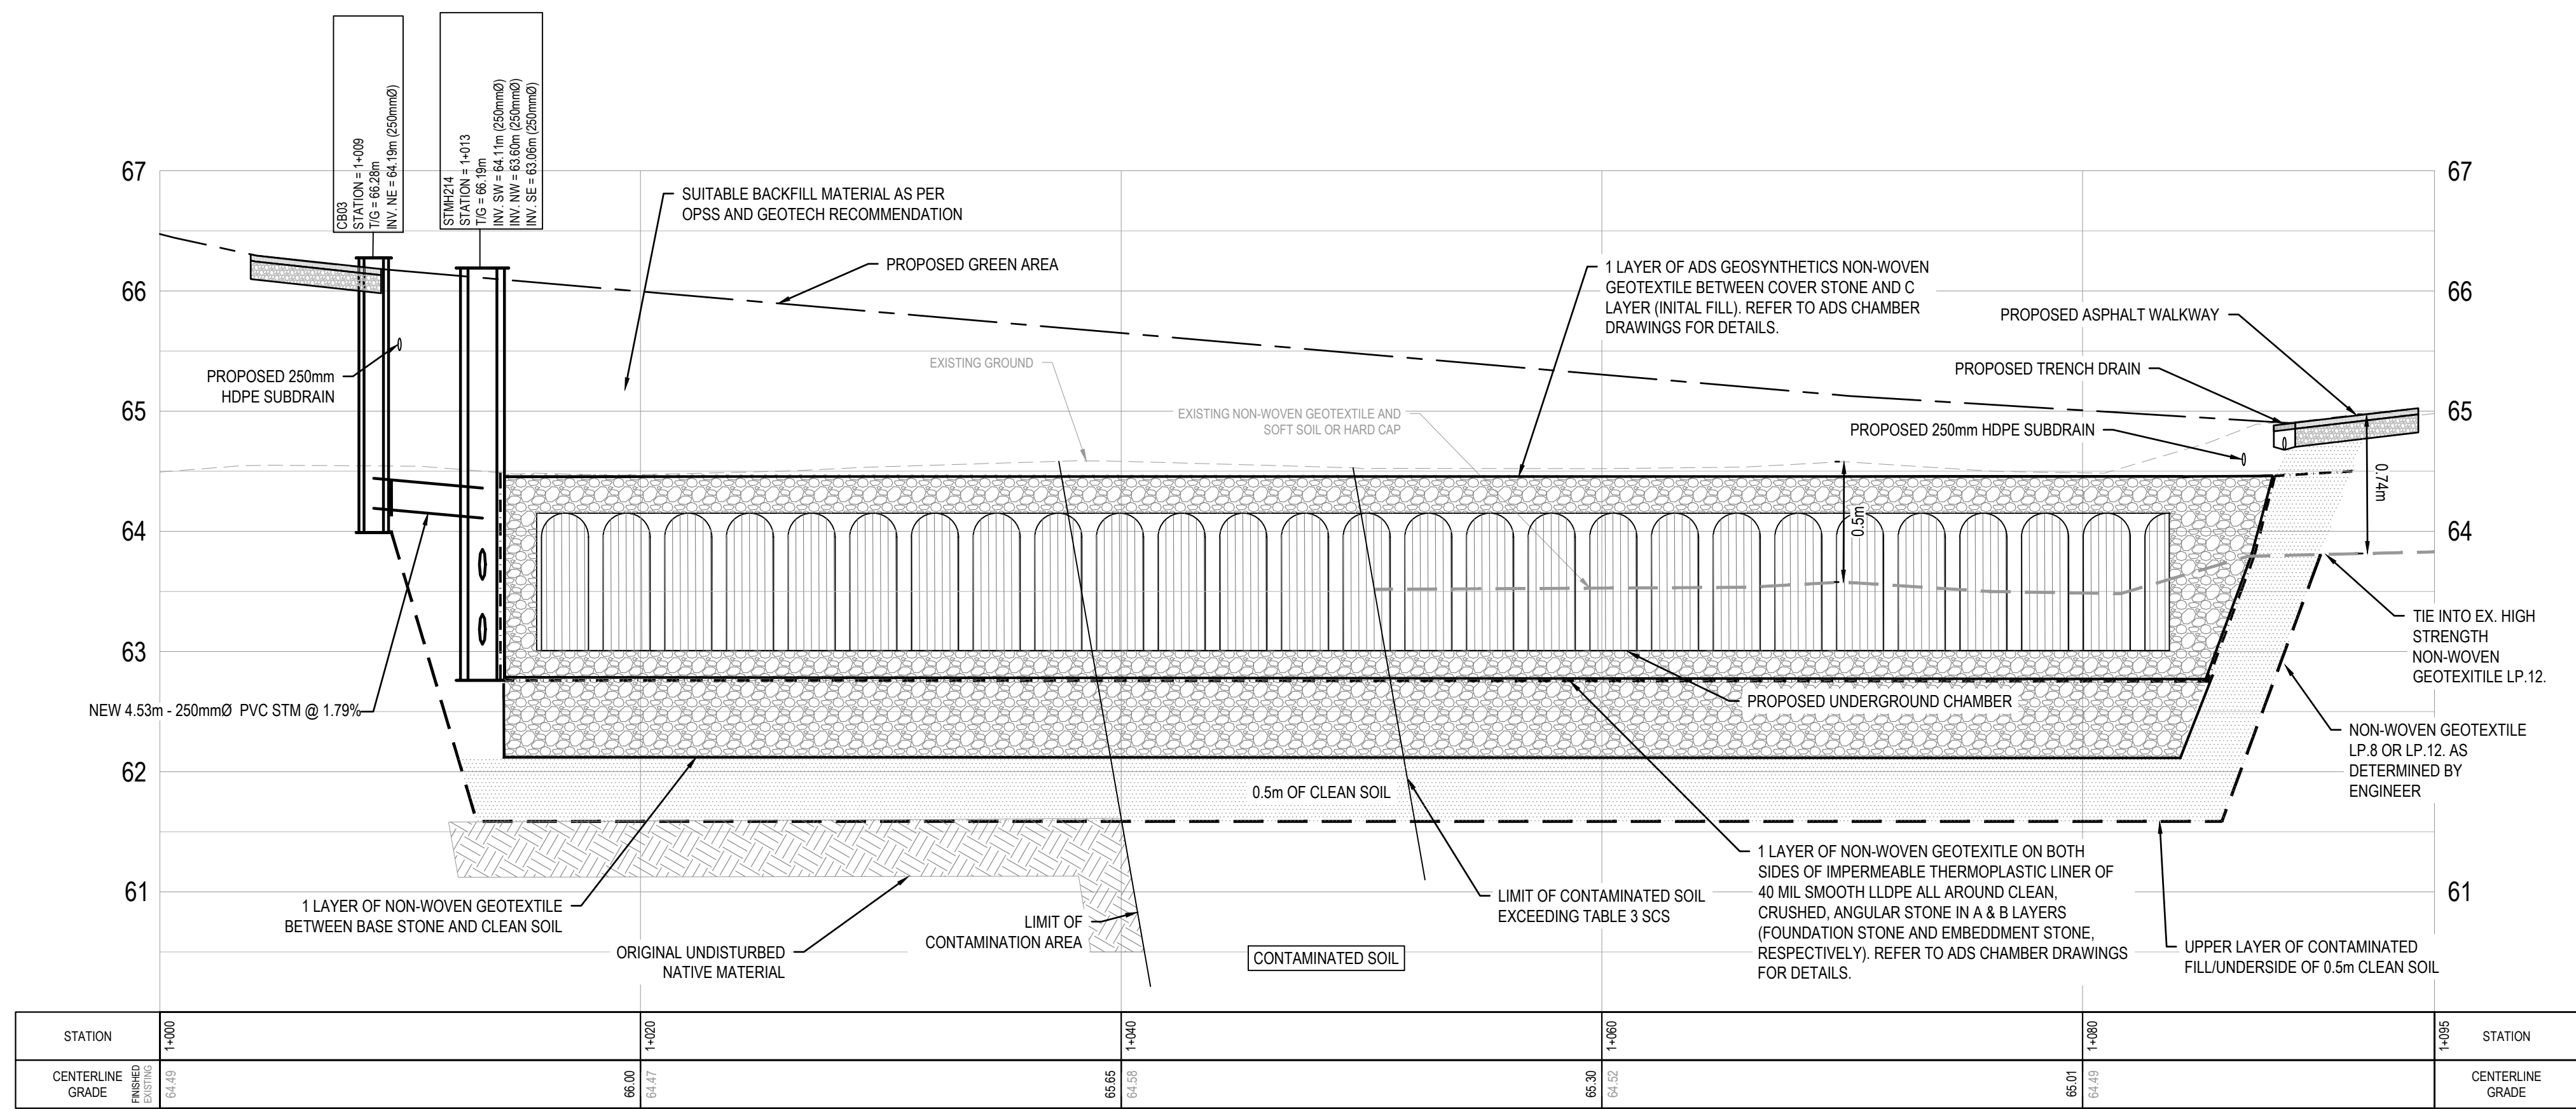 CB03
STATION = 1+009
T/G = 66.28m
INV. NE = 64.19m (250mmØ)
STMH214
STATION = 1+013
T/G = 66.19m
INV. SW = 64.11m (250mmØ)
INV. NW = 63.60m (250mmØ)
INV. SE = 63.06m (250mmØ)
67
66
65
64
63
62
61
67
66
65
64
61
SUITABLE BACKFILL MATERIAL AS PER
OPSS AND GEOTECH RECOMMENDATION
PROPOSED GREEN AREA
1 LAYER OF ADS GEOSYNTHETICS NON-WOVEN
GEOTEXTILE BETWEEN COVER STONE AND C
LAYER (INITAL FILL). REFER TO ADS CHAMBER
DRAWINGS FOR DETAILS.
PROPOSED ASPHALT WALKWAY
PROPOSED TRENCH DRAIN
PROPOSED 250mm HDPE SUBDRAIN
PROPOSED 250mm
HDPE SUBDRAIN
EXISTING GROUND
EXISTING NON-WOVEN GEOTEXTILE AND
SOFT SOIL OR HARD CAP
0.5m
0.74m
TIE INTO EX. HIGH
STRENGTH
NON-WOVEN
GEOTEXITILE LP.12.
NEW 4.53m - 250mmØ PVC STM @ 1.79%
PROPOSED UNDERGROUND CHAMBER
NON-WOVEN GEOTEXTILE
LP.8 OR LP.12. AS
DETERMINED BY
ENGINEER
0.5m OF CLEAN SOIL
1 LAYER OF NON-WOVEN GEOTEXTILE
BETWEEN BASE STONE AND CLEAN SOIL
ORIGINAL UNDISTURBED
NATIVE MATERIAL
LIMIT OF
CONTAMINATION AREA
CONTAMINATED SOIL
LIMIT OF CONTAMINATED SOIL
EXCEEDING TABLE 3 SCS
1 LAYER OF NON-WOVEN GEOTEXITLE ON BOTH
SIDES OF IMPERMEABLE THERMOPLASTIC LINER OF
40 MIL SMOOTH LLDPE ALL AROUND CLEAN,
CRUSHED, ANGULAR STONE IN A & B LAYERS
(FOUNDATION STONE AND EMBEDDMENT STONE,
RESPECTIVELY). REFER TO ADS CHAMBER DRAWINGS
FOR DETAILS.
UPPER LAYER OF CONTAMINATED
FILL/UNDERSIDE OF 0.5m CLEAN SOIL
STATION
1+000
1+020
1+040
1+060
1+080
1+095
STATION
CENTERLINE
GRADE
FINISHED
EXISTING
64.49
66.00
64.47
65.65
64.58
65.30
64.52
65.01
64.49
CENTERLINE
GRADE